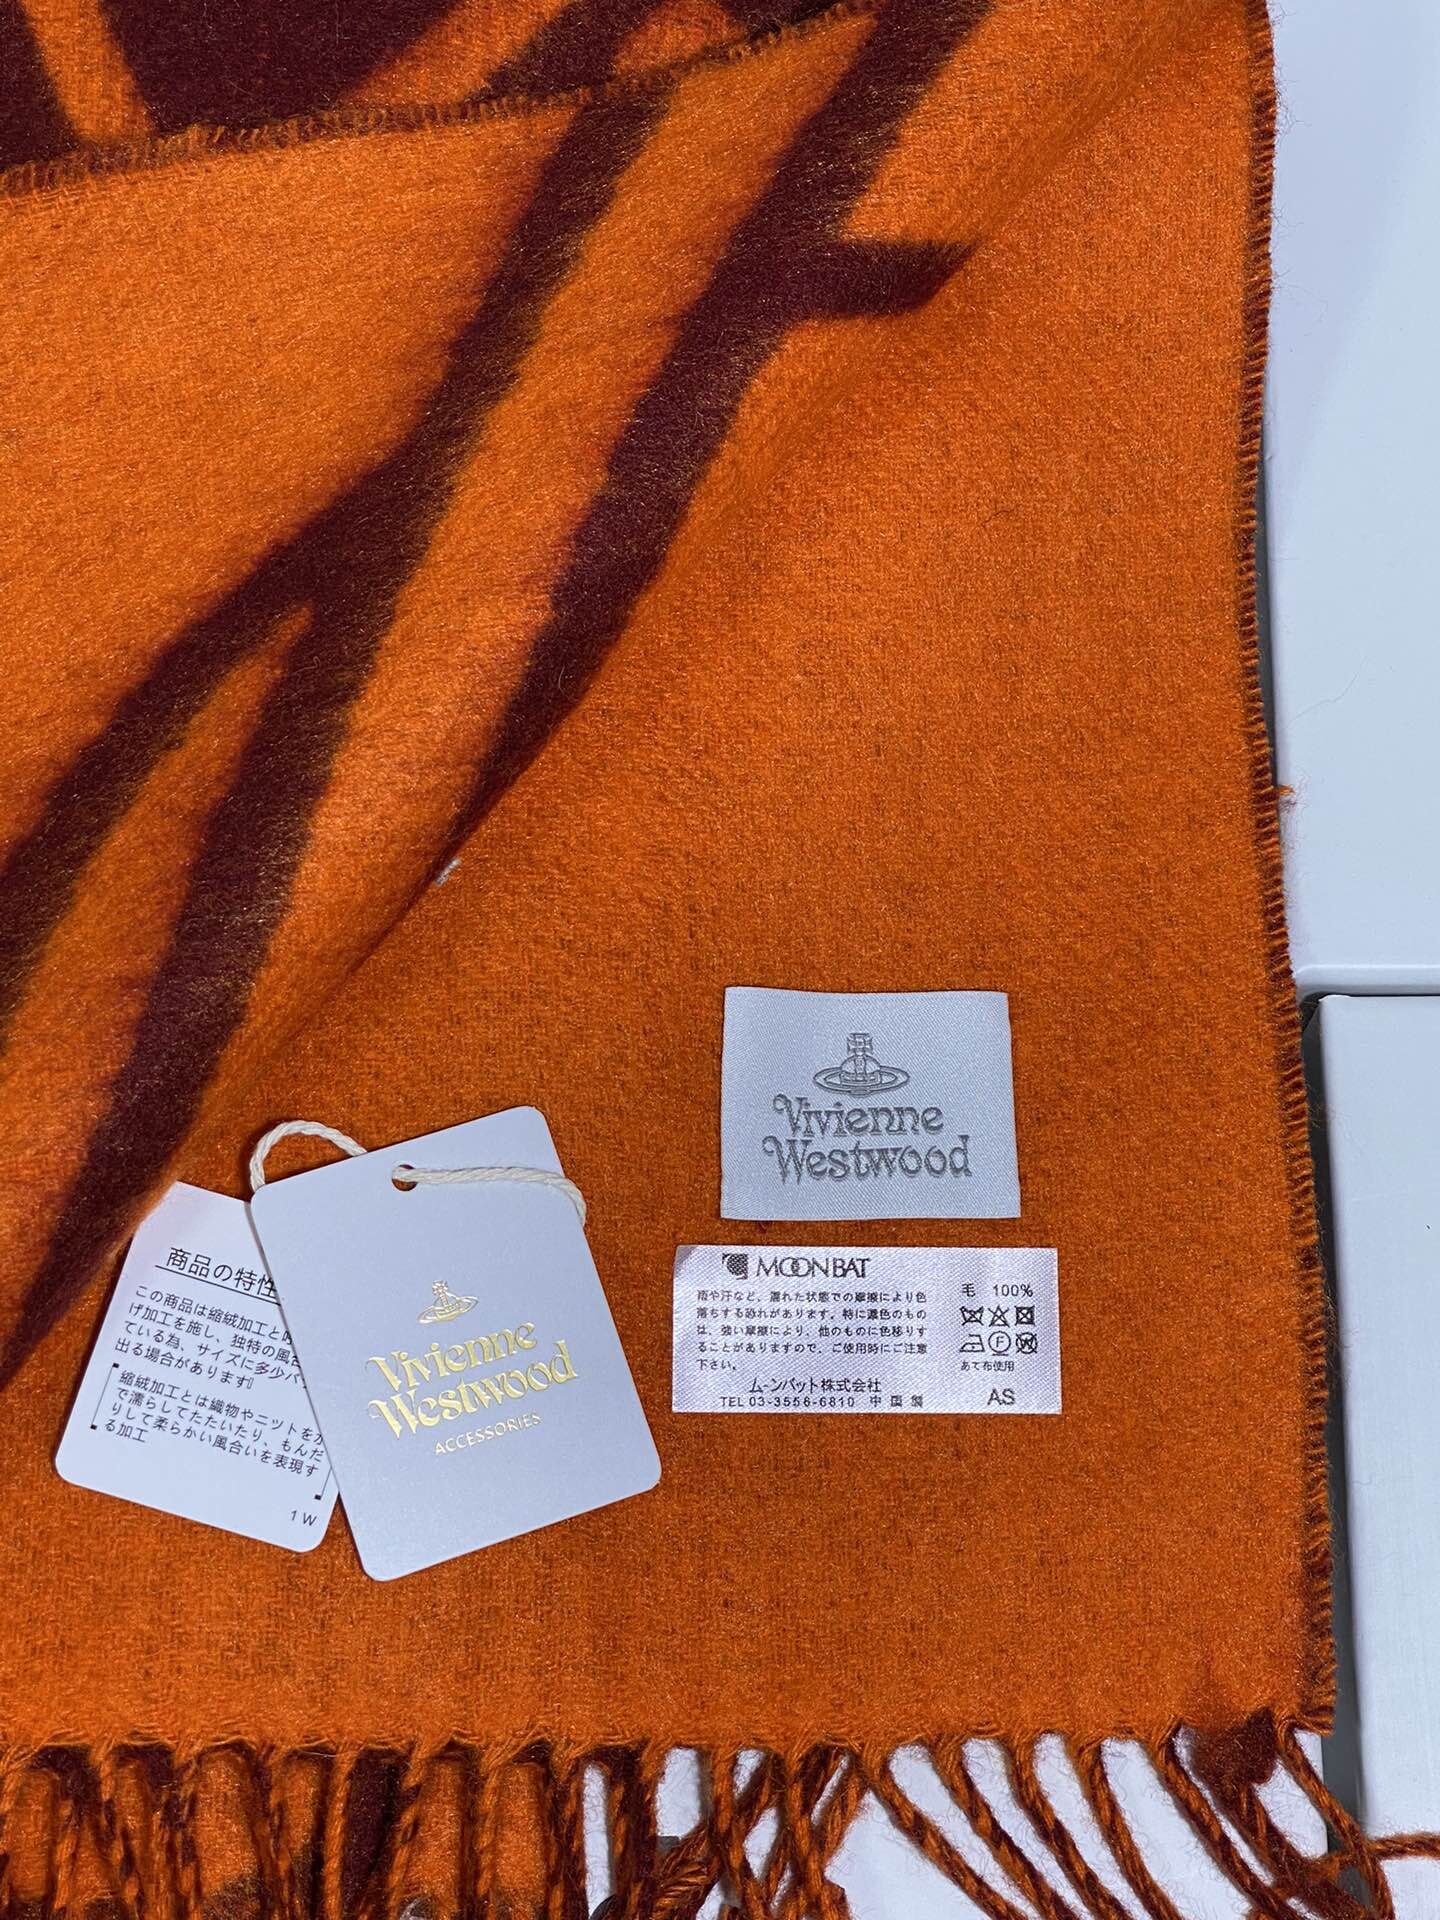 Vivienne
Westwood
MOONBAT
雨や汗など、濡れた状態での摩擦により色
落ちする恐れがあります。特に濃色のもの
は、強い摩擦により、他のものに色移りす
ることがありますので、ご使用時にご注意
下さい。
ムーンバット株式会社
TEL 03-3556-6810 中国製
毛 100%
あて布使用
AS
商品の特性
この商品は縮絨加工と呼
げ加工を施し、独特の風合
ている為、サイズに多少バ
出る場合があります
縮絨加工とは織物やニットを
で濡らしてたたいたり、もんだ
りして柔らかい風合いを表現す
る加工
1W
Vivienne
Westwood
ACCESSORIES